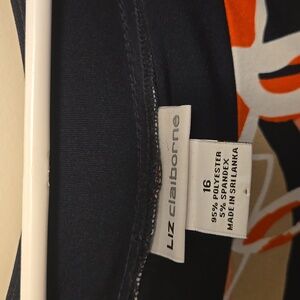 LIZ claiborne
16
95% POLYESTER
5% SPANDEX
MADE IN SRI LANKA